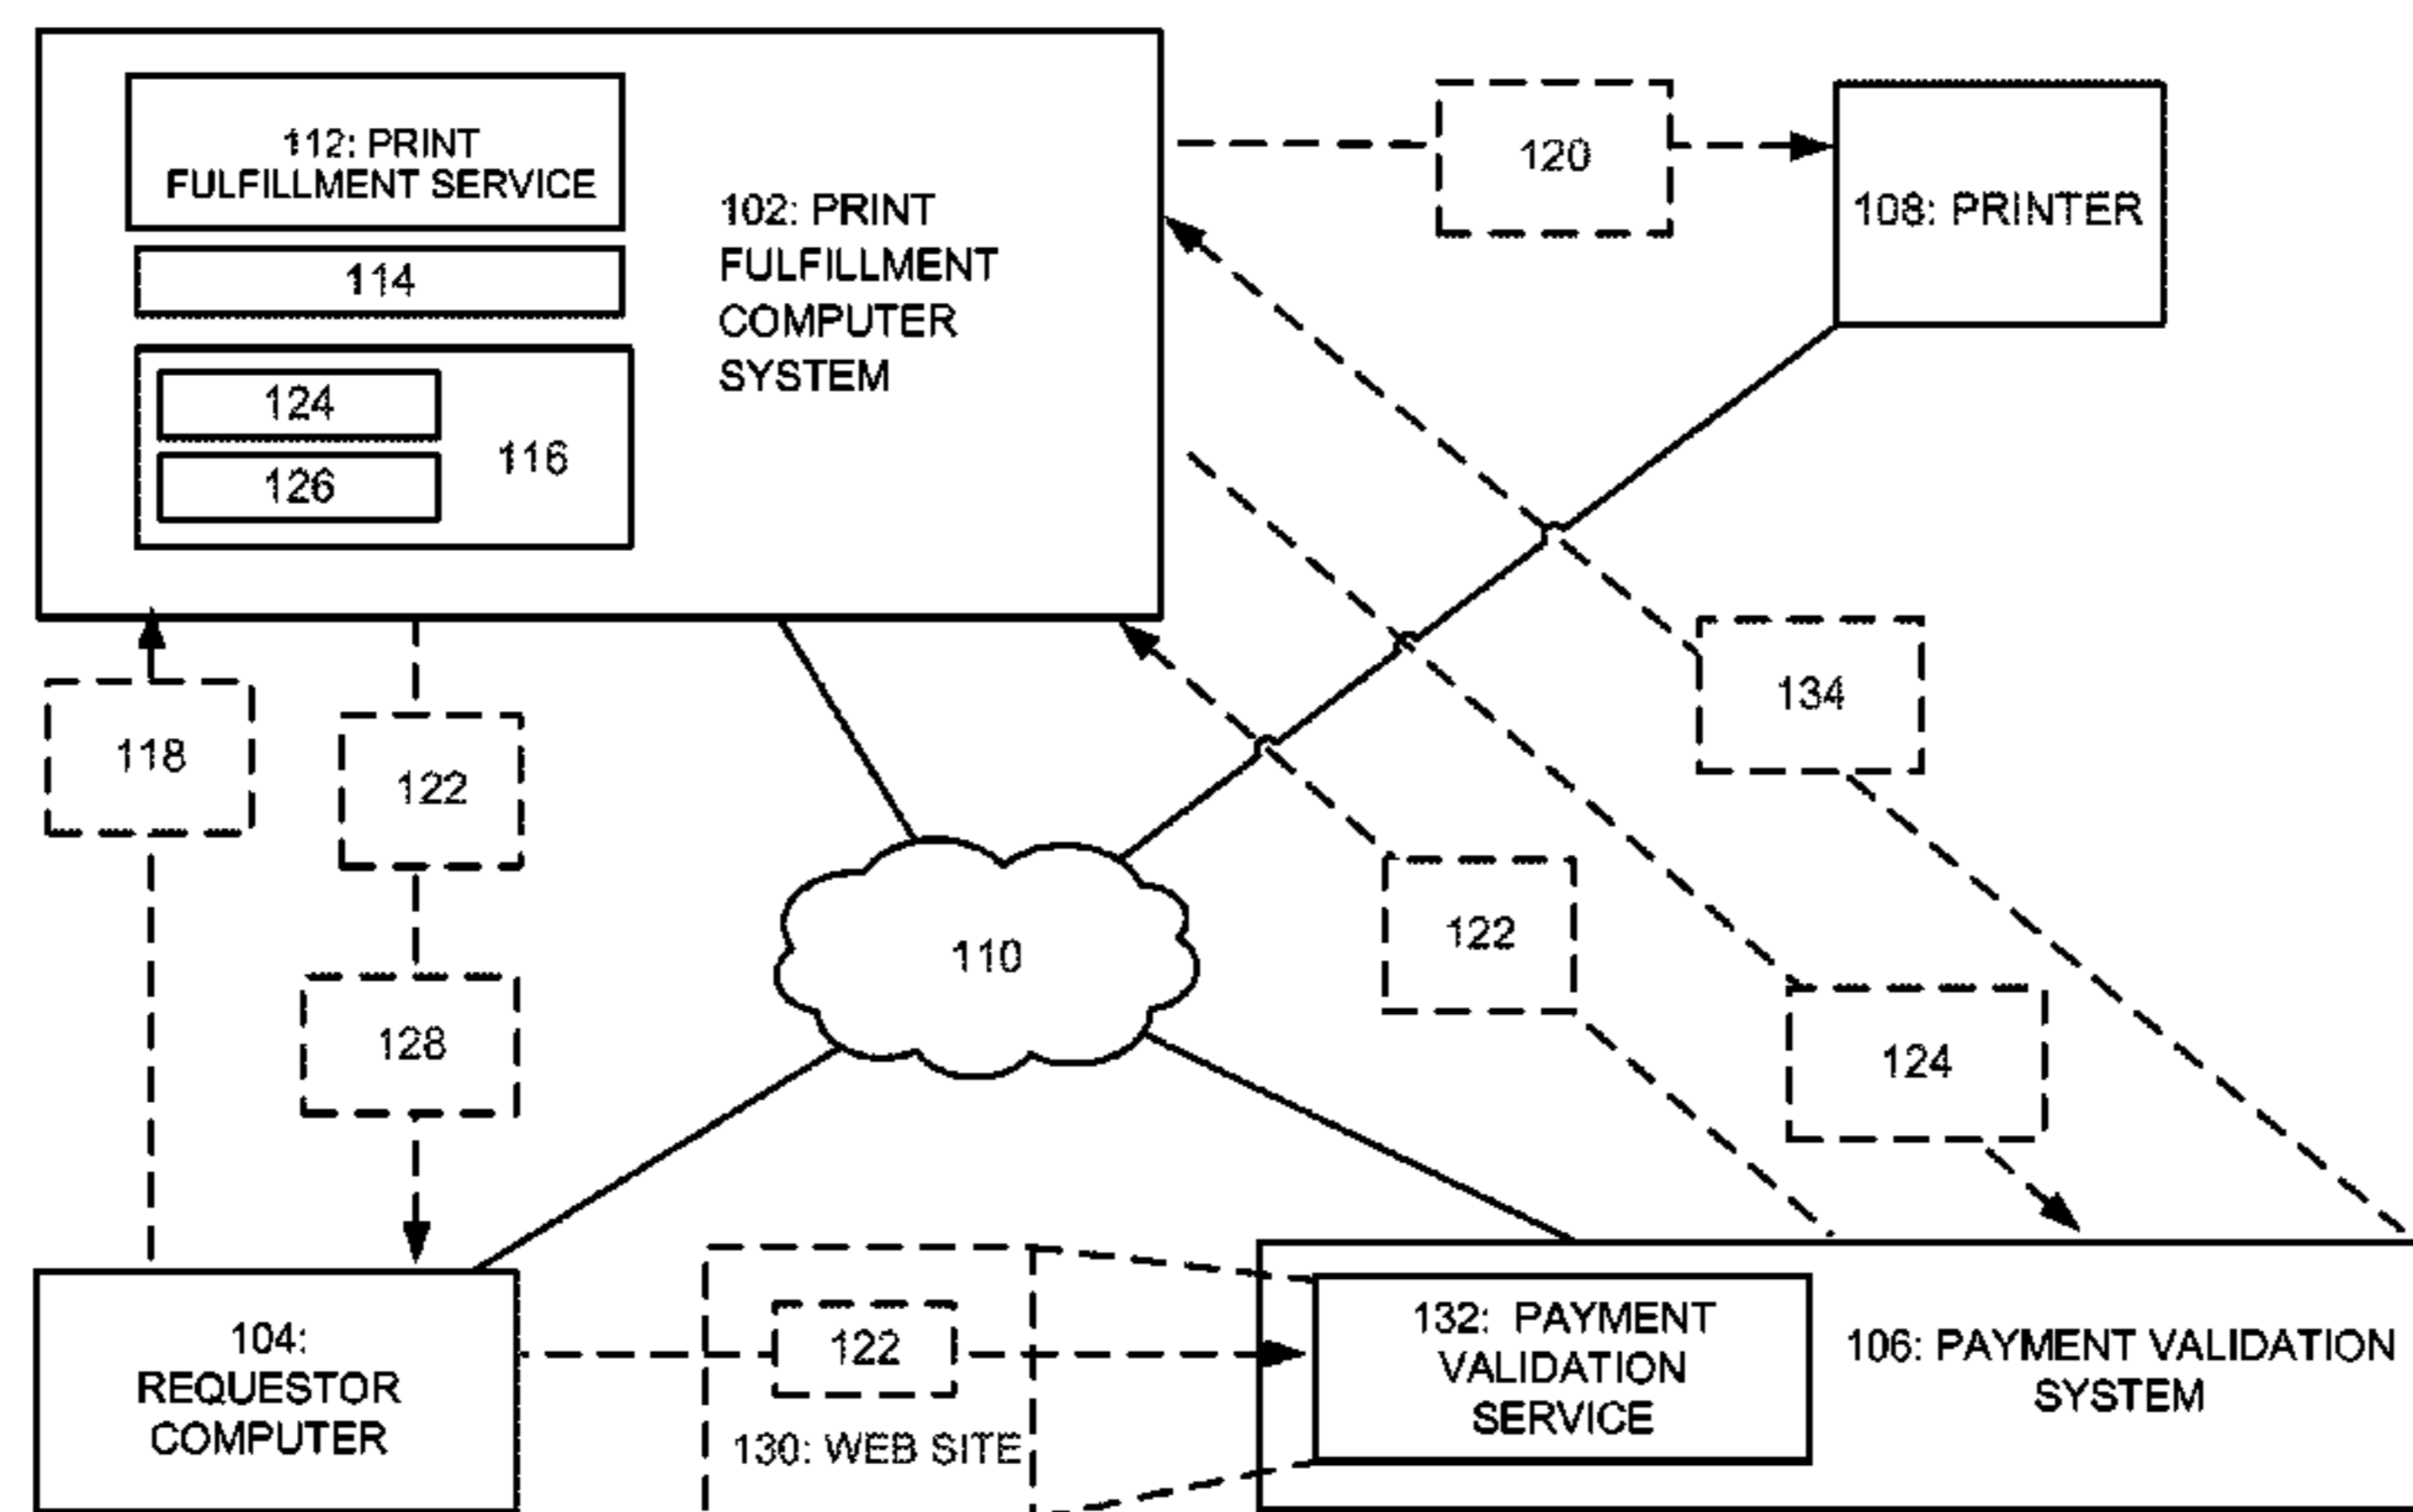 112: PRINT
FULFILLMENT SERVICE
114
124
126
116
102: PRINT
FULFILLMENT
COMPUTER
SYSTEM
120
108: PRINTER
118
122
128
110
122
134
124
104:
REQUESTOR
COMPUTER
122
130: WEB SITE
132: PAYMENT
VALIDATION
SERVICE
106: PAYMENT VALIDATION
SYSTEM